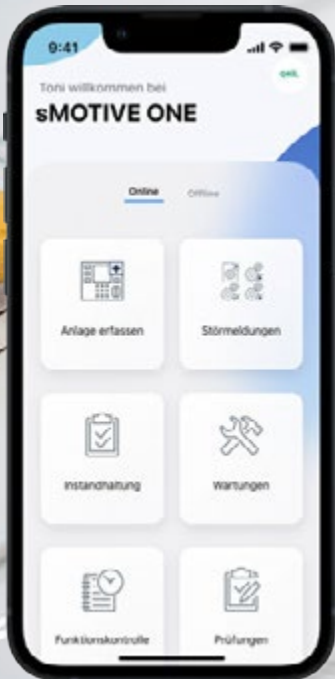 9:41
Toni willkommen bei
sMOTIVE ONE
Online Offline
Anlage erfassen Störmeldungen
Instandhaltung Wartungen
Funktionskontrolle Prüfungen